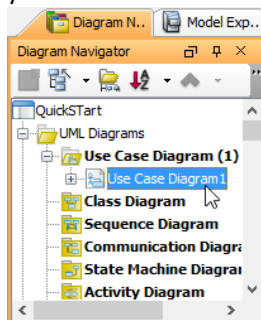 Diagram N.. Model Exp..
Diagram Navigator
QuickSTart
UML Diagrams
Use Case Diagram (1)
Use Case Diagram1
Class Diagram
Sequence Diagram
Communication Diagra
State Machine Diagrar
Activity Diagram